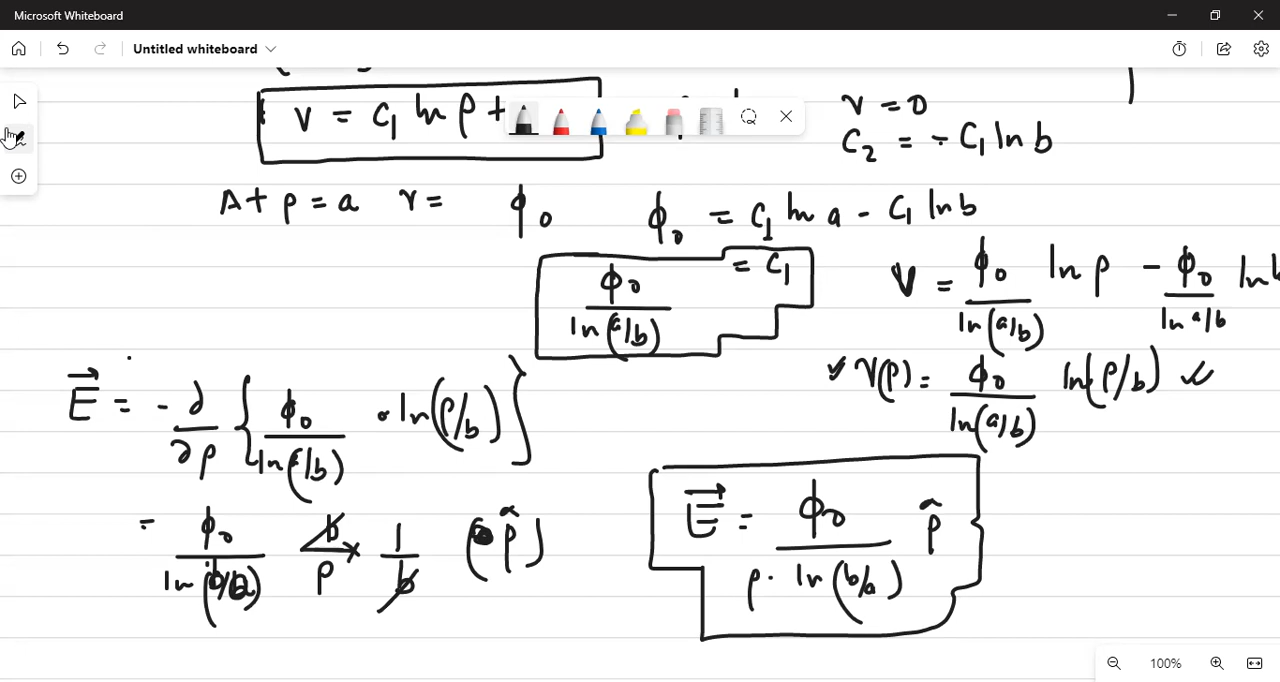 Microsoft Whiteboard
Untitled whiteboard
V = C₁ ln ρ +
V = 0
C₂ = - C₁ ln b
At ρ = a V = ϕ₀ ϕ₀ = C₁ ln a - C₁ ln b
ϕ₀ / ln(a/b) = C₁
V = ϕ₀ / ln(a/b) ln ρ - ϕ₀ / ln a/b ln b
✓ V(ρ) = ϕ₀ / ln(a/b) ln(ρ/b) ✓
E⃗ = - ∂/∂ρ { ϕ₀ / ln(a/b) · ln(ρ/b) }
= ϕ₀ / ln(b/a) b/ρ × 1/b (ρ̂)
E⃗ = ϕ₀ / ρ · ln(b/a) ρ̂
100%